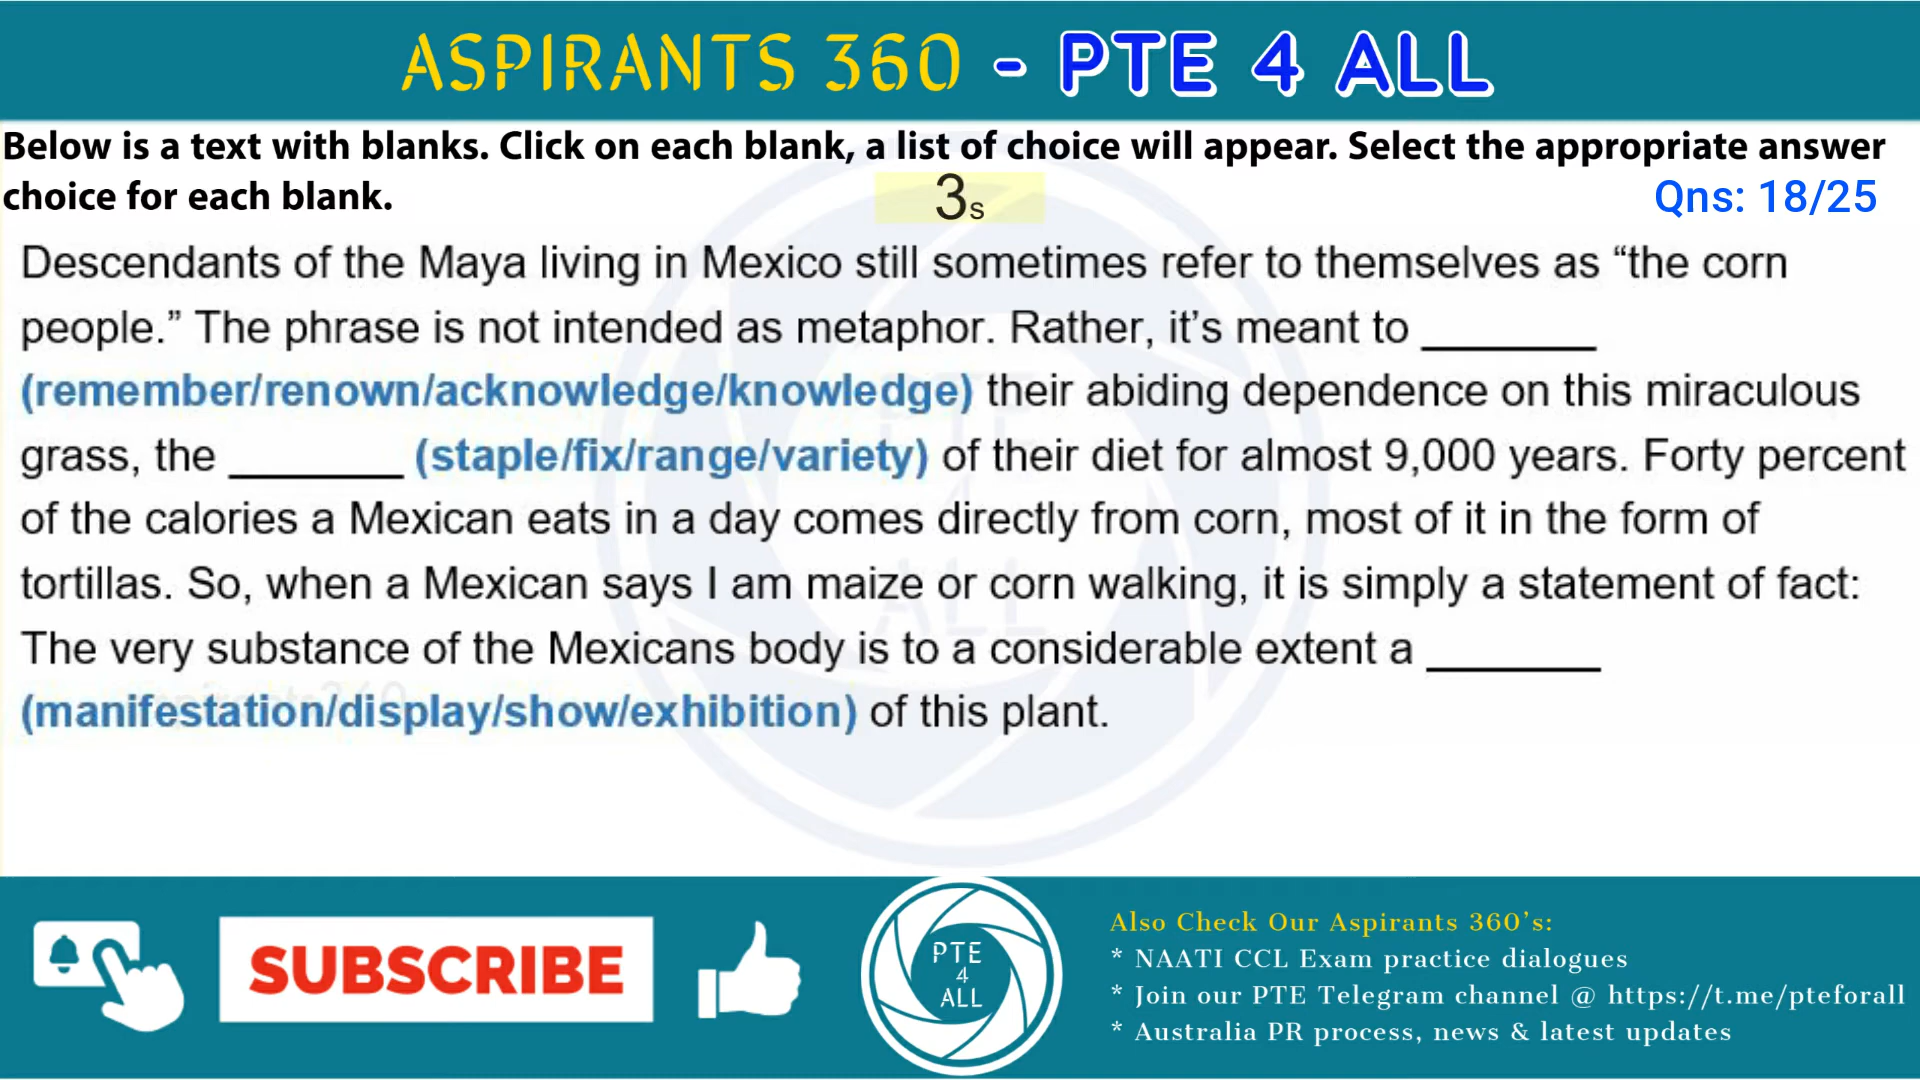 ASPIRANTS 360 - PTE 4 ALL
Below is a text with blanks. Click on each blank, a list of choice will appear. Select the appropriate answer
choice for each blank.
3s
Qns: 18/25
Descendants of the Maya living in Mexico still sometimes refer to themselves as “the corn
people.” The phrase is not intended as metaphor. Rather, it’s meant to _______
(remember/renown/acknowledge/knowledge) their abiding dependence on this miraculous
grass, the _______ (staple/fix/range/variety) of their diet for almost 9,000 years. Forty percent
of the calories a Mexican eats in a day comes directly from corn, most of it in the form of
tortillas. So, when a Mexican says I am maize or corn walking, it is simply a statement of fact:
The very substance of the Mexicans body is to a considerable extent a _______
(manifestation/display/show/exhibition) of this plant.
SUBSCRIBE
PTE
4
ALL
Also Check Our Aspirants 360’s:
* NAATI CCL Exam practice dialogues
* Join our PTE Telegram channel @ https://t.me/pteforall
* Australia PR process, news & latest updates